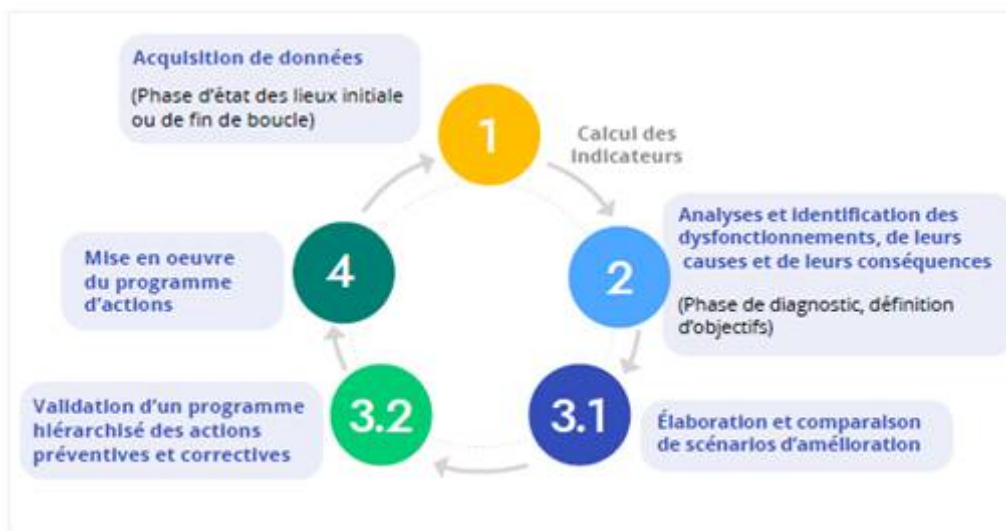 Acquisition de données
(Phase d'état des lieux initiale
ou de fin de boucle)
1
Calcul des
indicateurs
2
Analyses et identification des
dysfonctionnements, de leurs
causes et de leurs conséquences
(Phase de diagnostic, définition
d'objectifs)
3.1
Élaboration et comparaison
de scénarios d'amélioration
3.2
Validation d'un programme
hiérarchisé des actions
préventives et correctives
4
Mise en oeuvre
du programme
d'actions